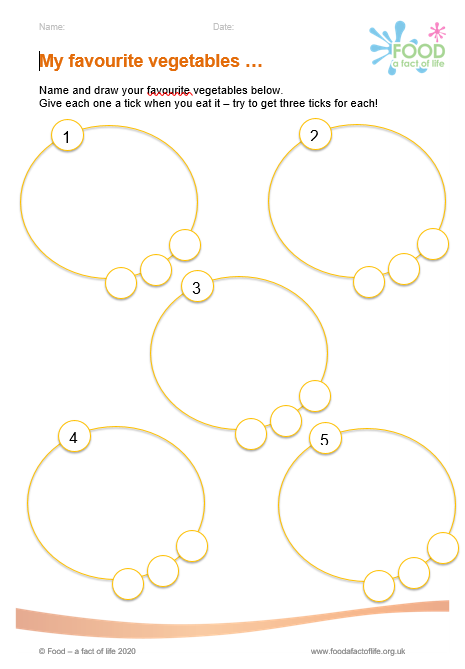 Name: Date:
My favourite vegetables …
FOOD
a fact of life
Name and draw your favourite vegetables below.
Give each one a tick when you eat it – try to get three ticks for each!
1
2
3
4
5
© Food – a fact of life 2020 www.foodafactoflife.org.uk